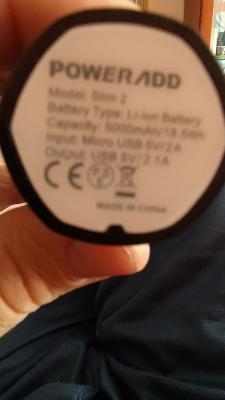 POWERADD
Model: Slim 2
Battery Type: Li-ion Battery
Capacity: 5000mAh/18.5Wh
Input: Micro USB 5V/2A
Output: USB 5V/2.1A
CE
MADE IN CHINA